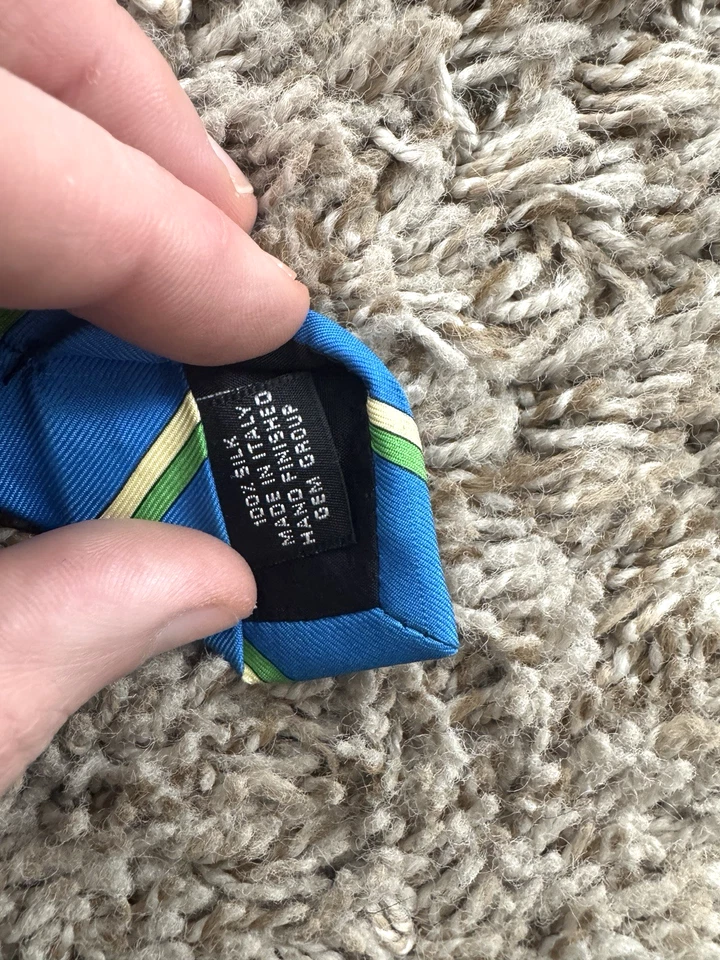 100% SILK
MADE IN ITALY
HAND FINISHED
GEM GROUP